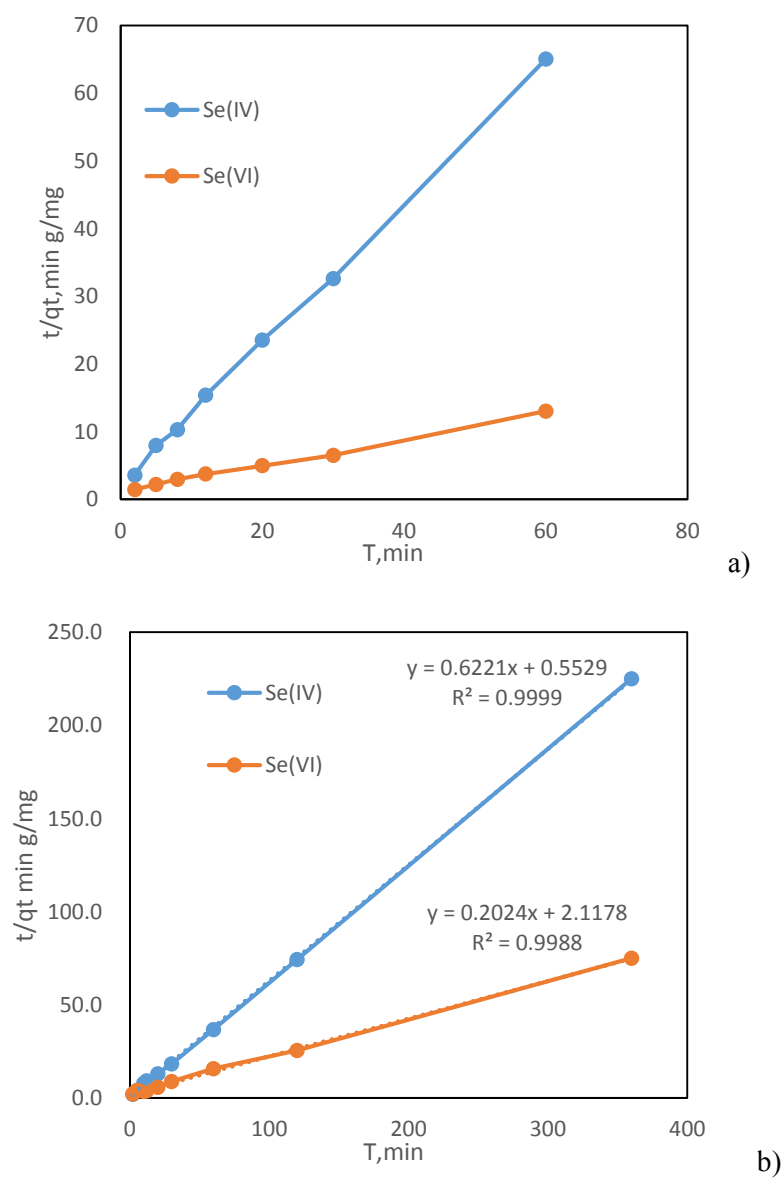 70
60
50
40
30
20
10
0
t/qt,min g/mg
Se(IV)
Se(VI)
0 20 40 60 80
T,min
a)
250.0
200.0
150.0
100.0
50.0
0.0
t/qt min g/mg
Se(IV)
Se(VI)
y = 0.6221x + 0.5529
R² = 0.9999
y = 0.2024x + 2.1178
R² = 0.9988
0 100 200 300 400
T,min
b)